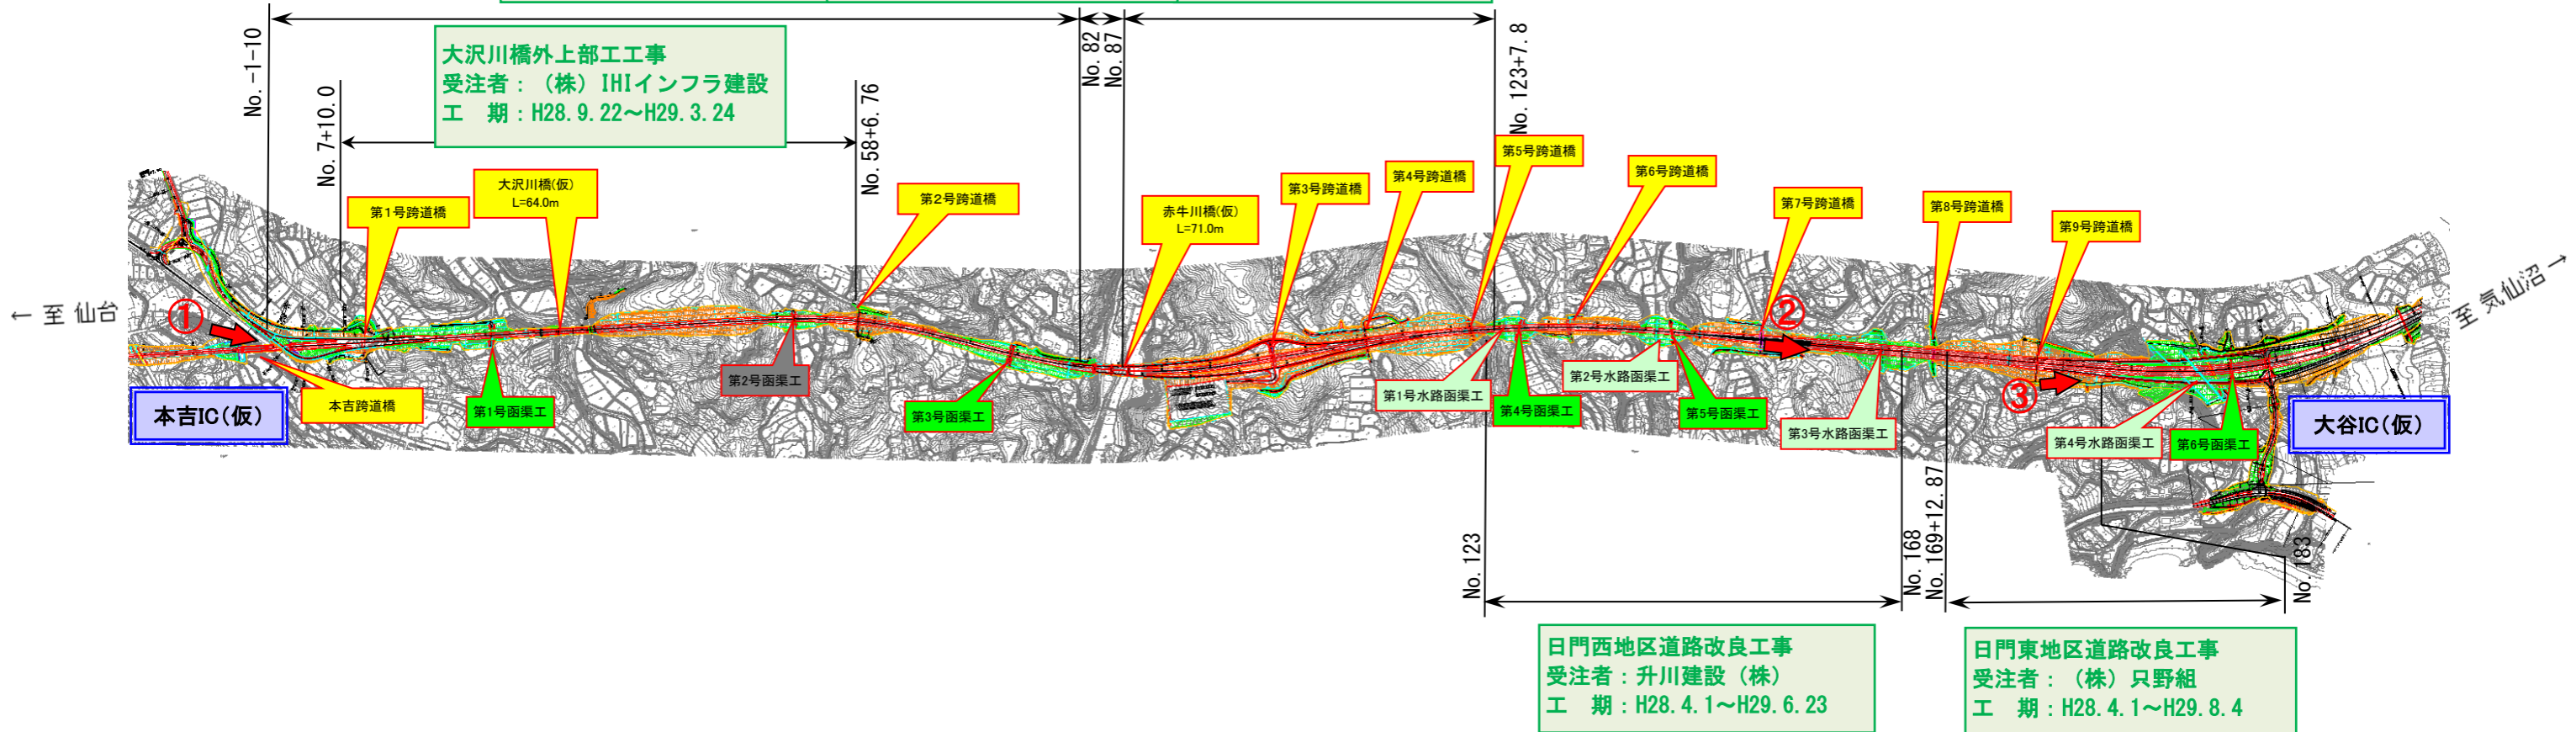 No.-1-10
No.7+10.0
大沢川橋外上部工工事
受注者：（株）IHIインフラ建設
工　期：H28.9.22～H29.3.24
No.58+6.76
No.82
No.87
No.123+7.8
第1号跨道橋
大沢川橋(仮)
L=64.0m
第2号跨道橋
赤牛川橋(仮)
L=71.0m
第3号跨道橋
第4号跨道橋
第5号跨道橋
第6号跨道橋
第7号跨道橋
第8号跨道橋
第9号跨道橋
← 至 仙台
至 気仙沼 →
①
②
③
本吉IC(仮)
本吉跨道橋
第1号函渠工
第2号函渠工
第3号函渠工
第1号水路函渠工
第4号函渠工
第2号水路函渠工
第5号函渠工
第3号水路函渠工
第4号水路函渠工
第6号函渠工
大谷IC(仮)
No.123
No.168
No.169+12.87
No.183
日門西地区道路改良工事
受注者：升川建設（株）
工　期：H28.4.1～H29.6.23
日門東地区道路改良工事
受注者：（株）只野組
工　期：H28.4.1～H29.8.4